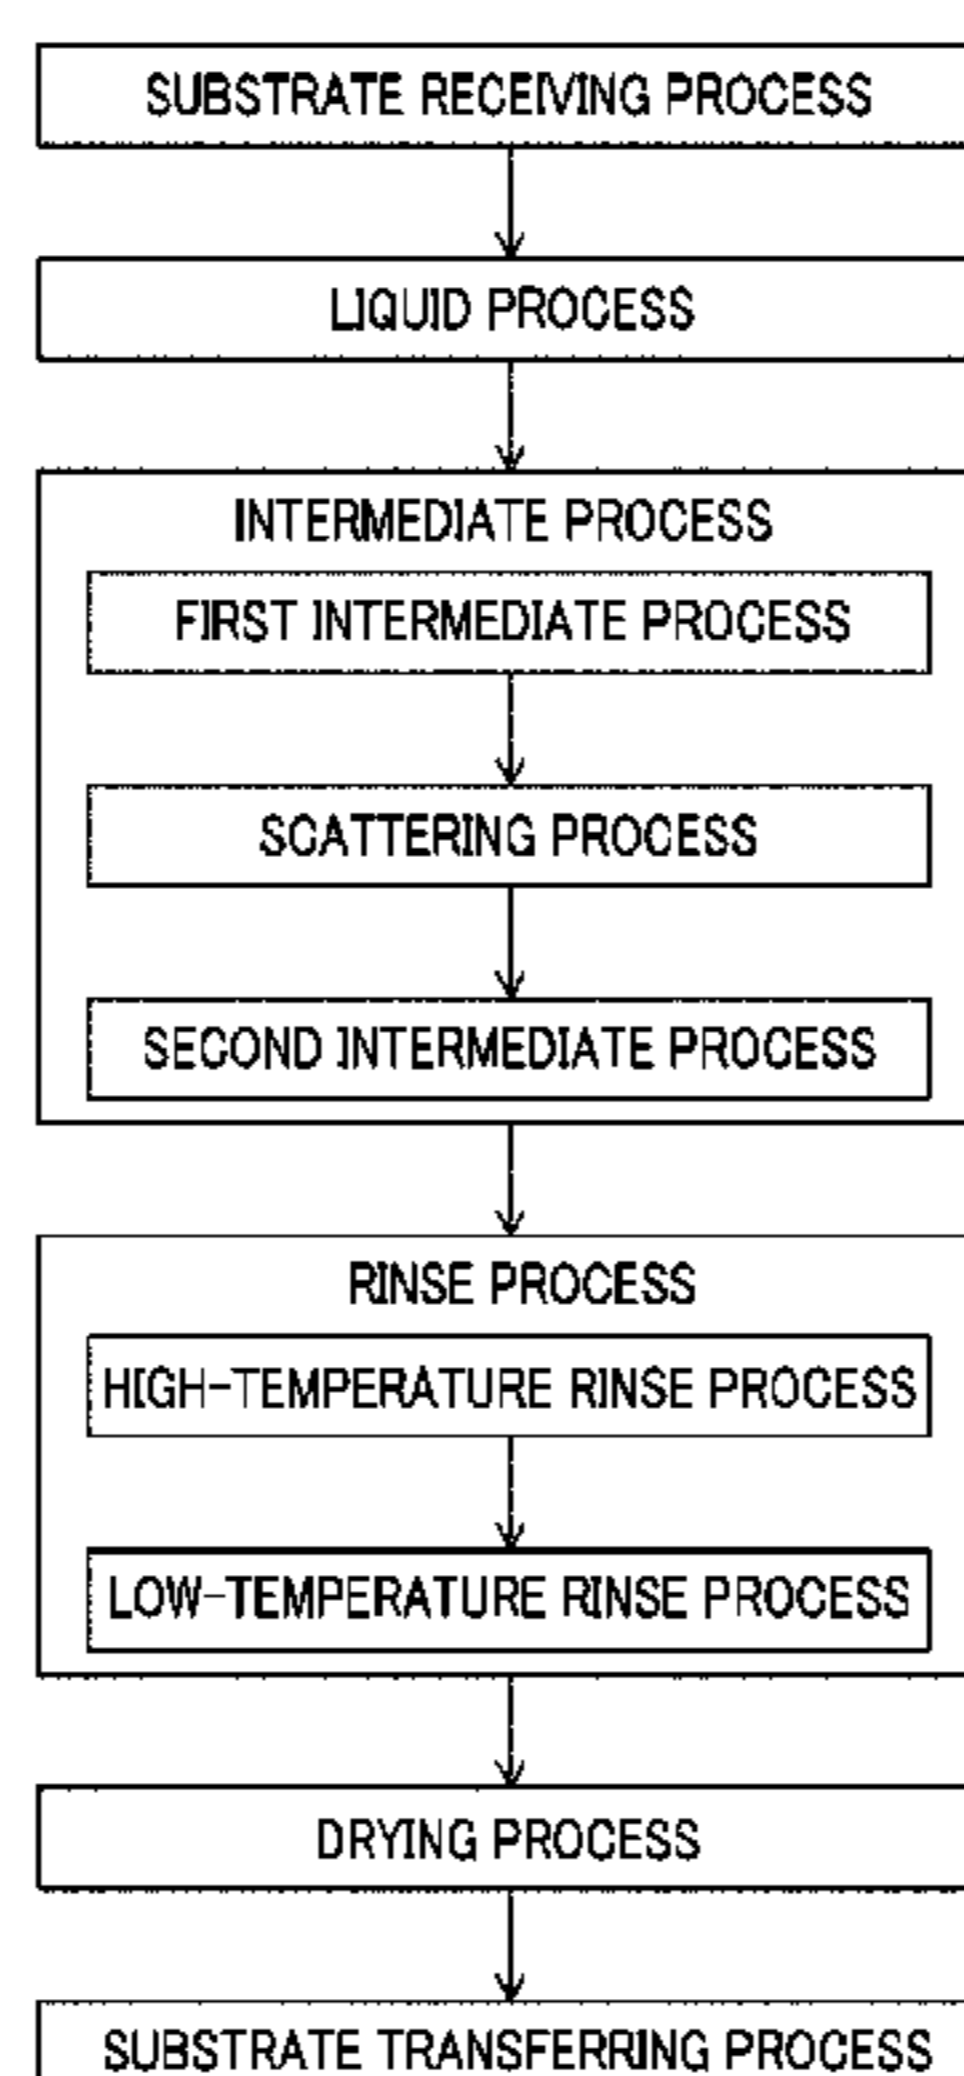 SUBSTRATE RECEIVING PROCESS
LIQUID PROCESS
INTERMEDIATE PROCESS
FIRST INTERMEDIATE PROCESS
SCATTERING PROCESS
SECOND INTERMEDIATE PROCESS
RINSE PROCESS
HIGH-TEMPERATURE RINSE PROCESS
LOW-TEMPERATURE RINSE PROCESS
DRYING PROCESS
SUBSTRATE TRANSFERRING PROCESS